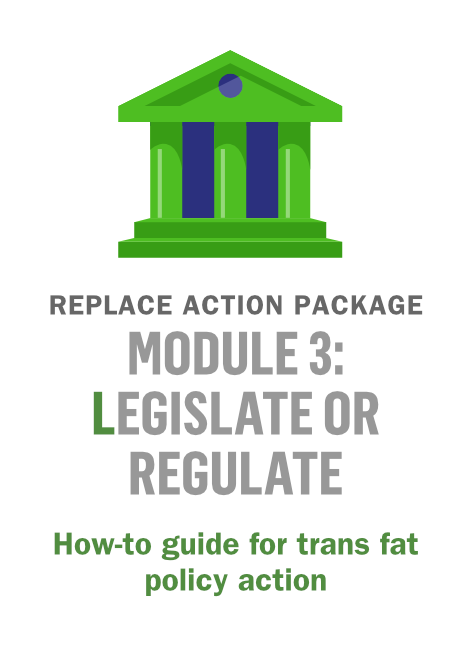 REPLACE ACTION PACKAGE
MODULE 3:
LEGISLATE OR
REGULATE
How-to guide for trans fat
policy action